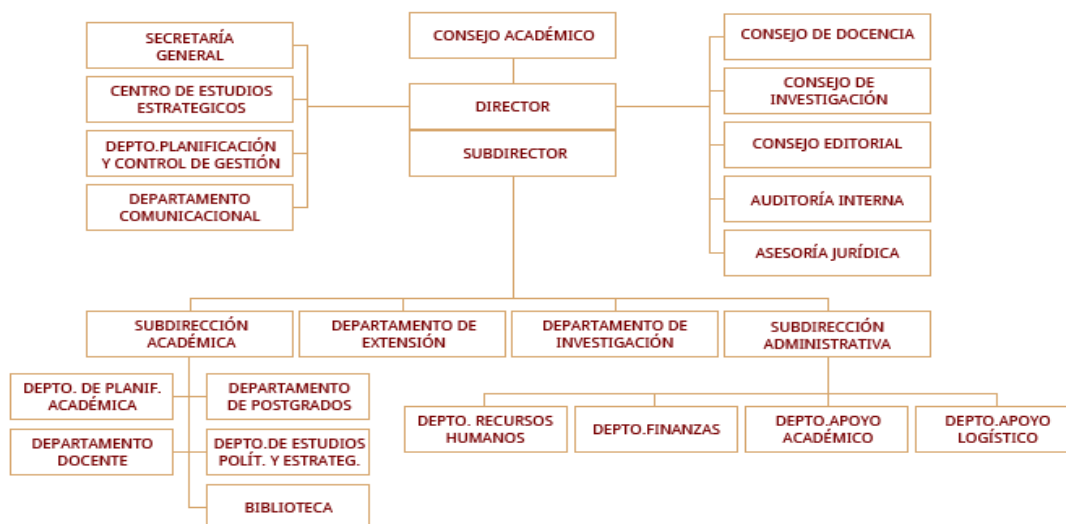 SECRETARÍA
GENERAL
CENTRO DE ESTUDIOS
ESTRATEGICOS
DEPTO.PLANIFICACIÓN
Y CONTROL DE GESTIÓN
DEPARTAMENTO
COMUNICACIONAL
CONSEJO ACADÉMICO
DIRECTOR
SUBDIRECTOR
CONSEJO DE DOCENCIA
CONSEJO DE
INVESTIGACIÓN
CONSEJO EDITORIAL
AUDITORÍA INTERNA
ASESORÍA JURÍDICA
SUBDIRECCIÓN
ACADÉMICA
DEPARTAMENTO DE
EXTENSIÓN
DEPARTAMENTO DE
INVESTIGACIÓN
SUBDIRECCIÓN
ADMINISTRATIVA
DEPTO. DE PLANIF.
ACADÉMICA
DEPARTAMENTO
DE POSTGRADOS
DEPARTAMENTO
DOCENTE
DEPTO.DE ESTUDIOS
POLÍT. Y ESTRATEG.
BIBLIOTECA
DEPTO. RECURSOS
HUMANOS
DEPTO.FINANZAS
DEPTO.APOYO
ACADÉMICO
DEPTO.APOYO
LOGÍSTICO